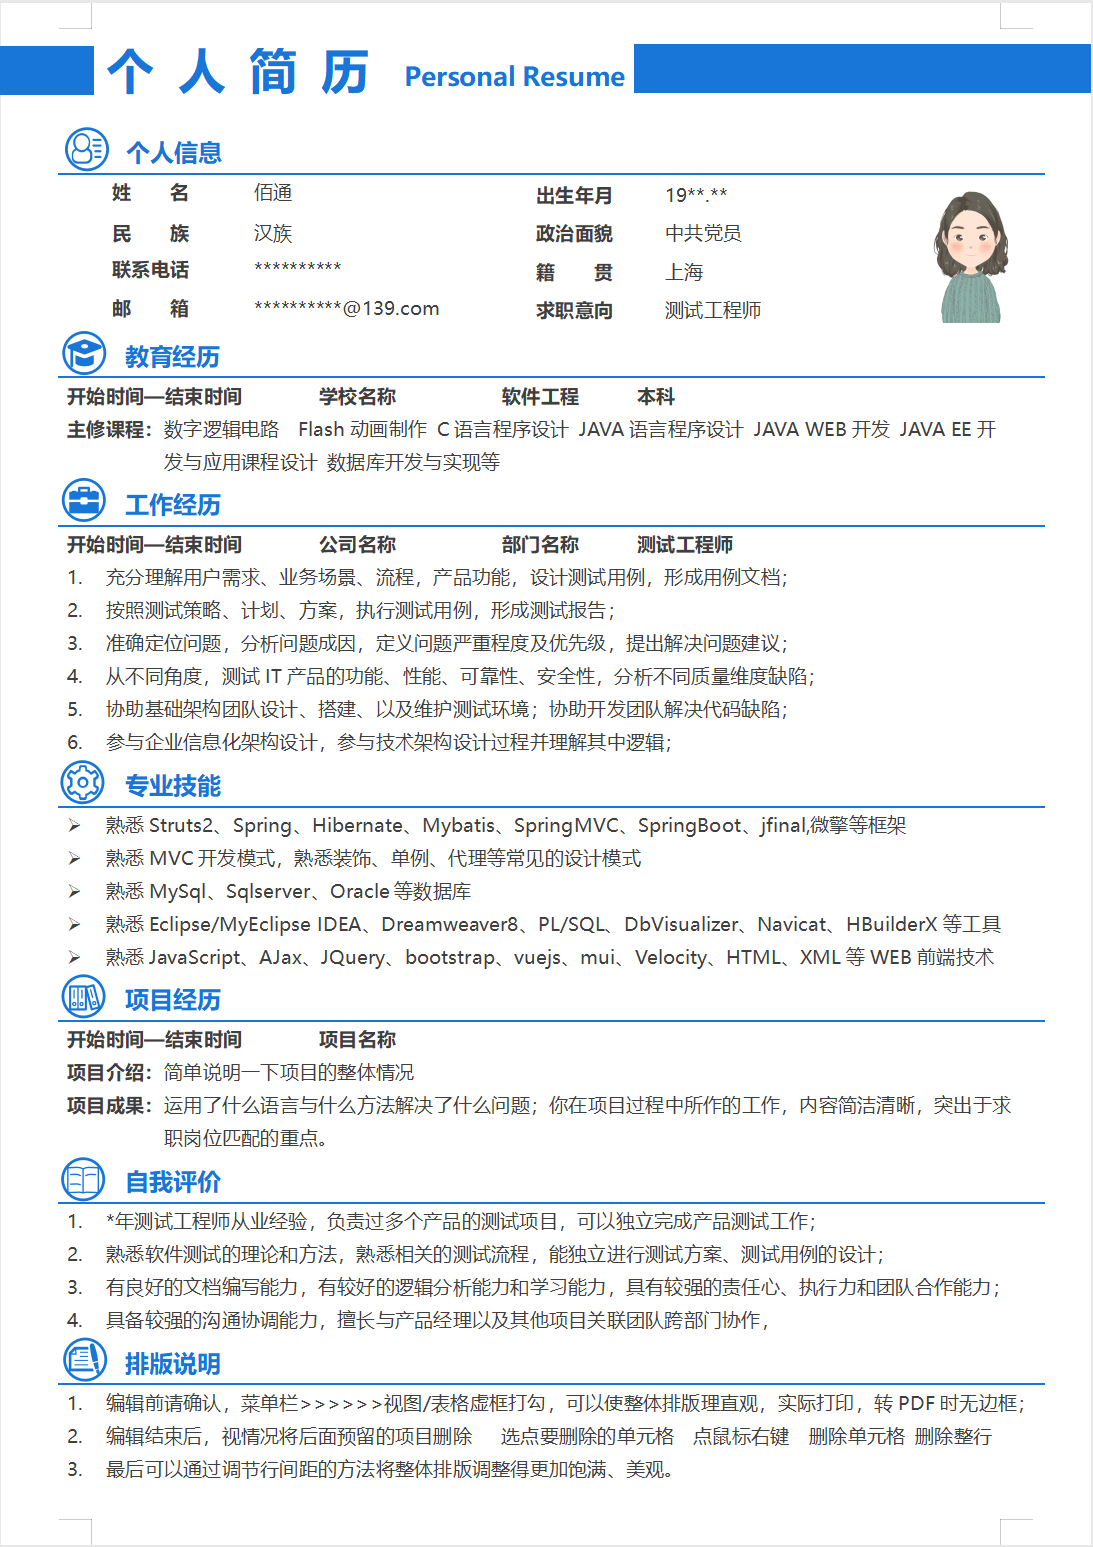 个人简历 Personal Resume
个人信息
姓 名 佰通 出生年月 19**.**
民 族 汉族 政治面貌 中共党员
联系电话 ********** 籍 贯 上海
邮 箱 **********@139.com 求职意向 测试工程师
教育经历
开始时间—结束时间 学校名称 软件工程 本科
主修课程：数字逻辑电路 Flash 动画制作 C 语言程序设计 JAVA 语言程序设计 JAVA WEB 开发 JAVA EE 开
发与应用课程设计 数据库开发与实现等
工作经历
开始时间—结束时间 公司名称 部门名称 测试工程师
1. 充分理解用户需求、业务场景、流程，产品功能，设计测试用例，形成用例文档；
2. 按照测试策略、计划、方案，执行测试用例，形成测试报告；
3. 准确定位问题，分析问题成因，定义问题严重程度及优先级，提出解决问题建议；
4. 从不同角度，测试 IT 产品的功能、性能、可靠性、安全性，分析不同质量维度缺陷；
5. 协助基础架构团队设计、搭建、以及维护测试环境；协助开发团队解决代码缺陷；
6. 参与企业信息化架构设计，参与技术架构设计过程并理解其中逻辑；
专业技能
➢ 熟悉 Struts2、Spring、Hibernate、Mybatis、SpringMVC、SpringBoot、jfinal,微擎等框架
➢ 熟悉 MVC 开发模式，熟悉装饰、单例、代理等常见的设计模式
➢ 熟悉 MySql、Sqlserver、Oracle 等数据库
➢ 熟悉 Eclipse/MyEclipse IDEA、Dreamweaver8、PL/SQL、DbVisualizer、Navicat、HBuilderX 等工具
➢ 熟悉 JavaScript、AJax、JQuery、bootstrap、vuejs、mui、Velocity、HTML、XML 等 WEB 前端技术
项目经历
开始时间—结束时间 项目名称
项目介绍：简单说明一下项目的整体情况
项目成果：运用了什么语言与什么方法解决了什么问题；你在项目过程中所作的工作，内容简洁清晰，突出于求
职岗位匹配的重点。
自我评价
1. *年测试工程师从业经验，负责过多个产品的测试项目，可以独立完成产品测试工作；
2. 熟悉软件测试的理论和方法，熟悉相关的测试流程，能独立进行测试方案、测试用例的设计；
3. 有良好的文档编写能力，有较好的逻辑分析能力和学习能力，具有较强的责任心、执行力和团队合作能力；
4. 具备较强的沟通协调能力，擅长与产品经理以及其他项目关联团队跨部门协作，
排版说明
1. 编辑前请确认，菜单栏>>>>>>视图/表格虚框打勾，可以使整体排版理直观，实际打印，转 PDF 时无边框；
2. 编辑结束后，视情况将后面预留的项目删除 选点要删除的单元格 点鼠标右键 删除单元格 删除整行
3. 最后可以通过调节行间距的方法将整体排版调整得更加饱满、美观。